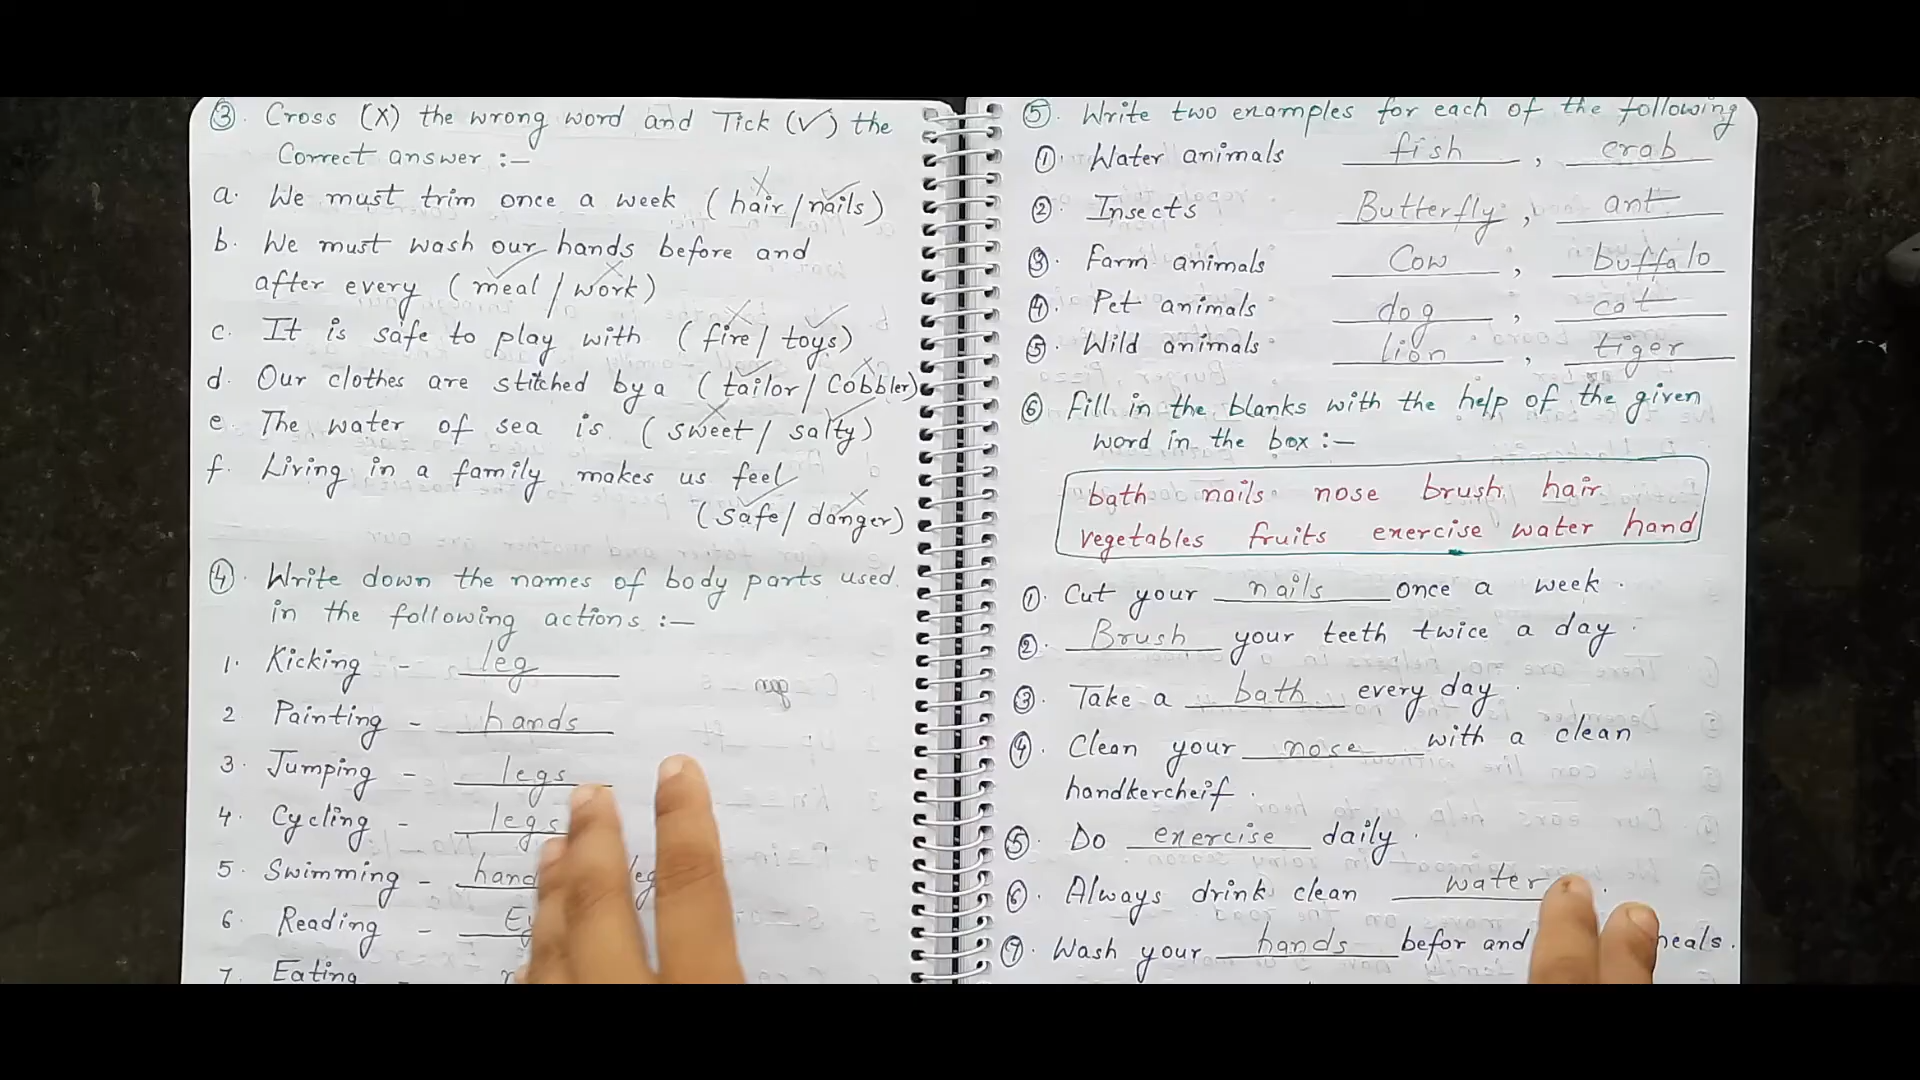 ③. Cross (X) the wrong word and Tick (✓) the
Correct answer :—
a. We must trim once a week (hair/nails)
b. We must wash our hands before and
after every (meal/work)
c. It is safe to play with (fire/toys)
d. Our clothes are stitched by a (tailor/Cobbler)
e. The water of sea is (sweet/salty)
f. Living in a family makes us feel
(safe/danger)
④. Write down the names of body parts used
in the following actions :—
1. Kicking - leg
2 Painting - hands
3. Jumping - legs
4. Cycling - legs
5. Swimming -
6. Reading -
7. Eating -
⑤. Write two examples for each of the following
①. Water animals fish, crab
②. Insects Butterfly, ant
③. Farm animals Cow, buffalo
④. Pet animals dog, cat
⑤. Wild animals lion, tiger
⑥ Fill in the blanks with the help of the given
word in the box :—
bath nails nose brush hair
vegetables fruits exercise water hand
①. Cut your nails once a week.
②. Brush your teeth twice a day.
③. Take a bath every day.
④. Clean your nose with a clean
handkercheif.
⑤. Do exercise daily.
⑥. Always drink clean water.
⑦. Wash your hands befor and